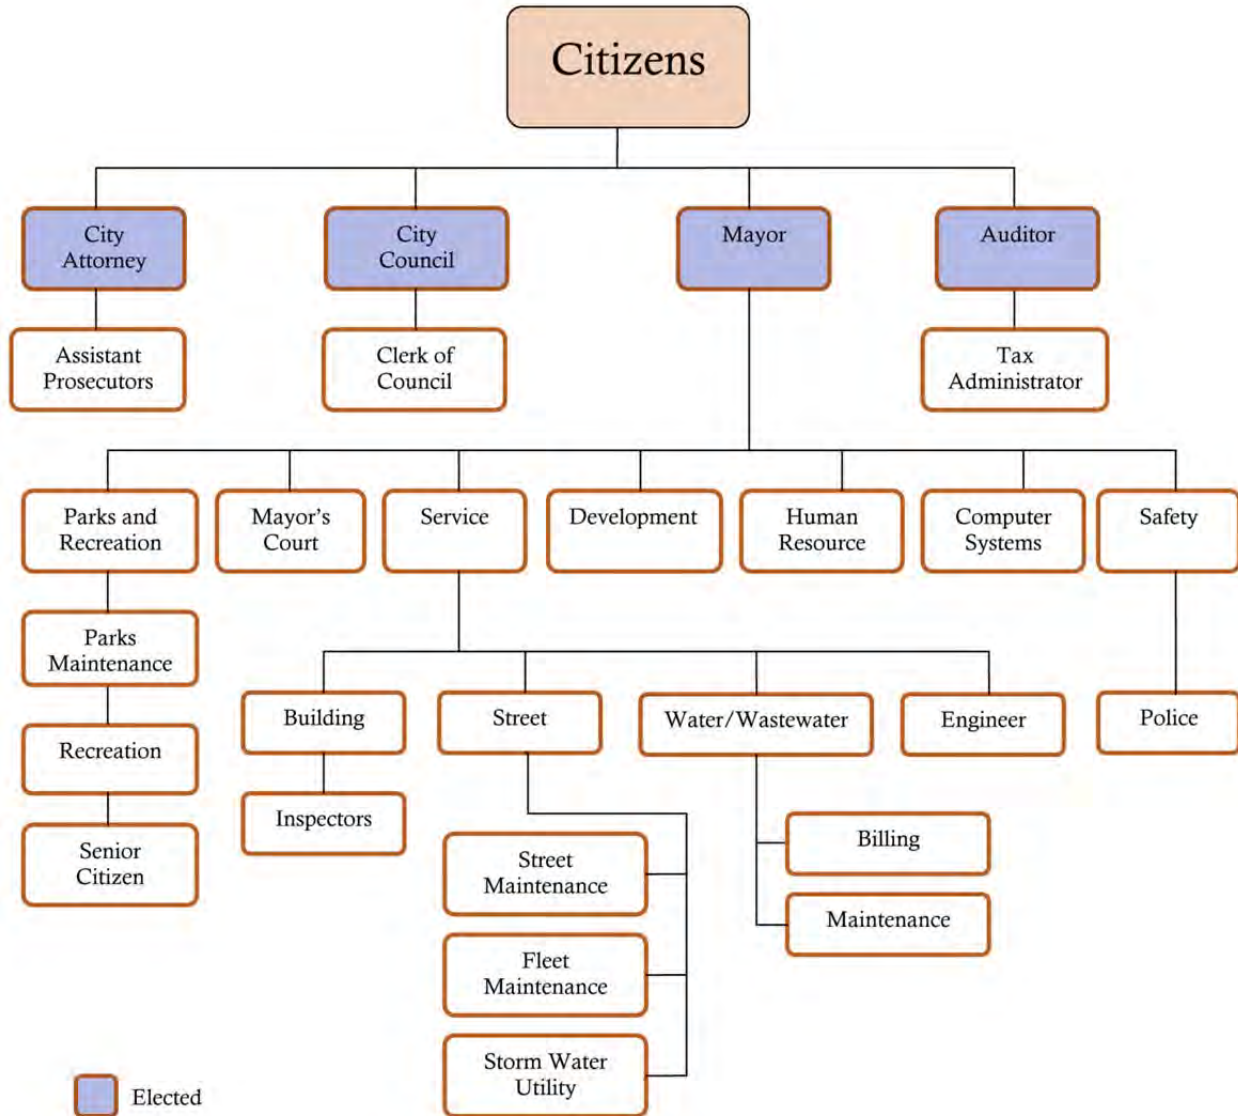 Citizens
City
Attorney
City
Council
Mayor
Auditor
Assistant
Prosecutors
Clerk of
Council
Tax
Administrator
Parks and
Recreation
Mayor's
Court
Service
Development
Human
Resource
Computer
Systems
Safety
Parks
Maintenance
Recreation
Senior
Citizen
Building
Street
Water/Wastewater
Engineer
Police
Inspectors
Street
Maintenance
Fleet
Maintenance
Storm Water
Utility
Billing
Maintenance
Elected